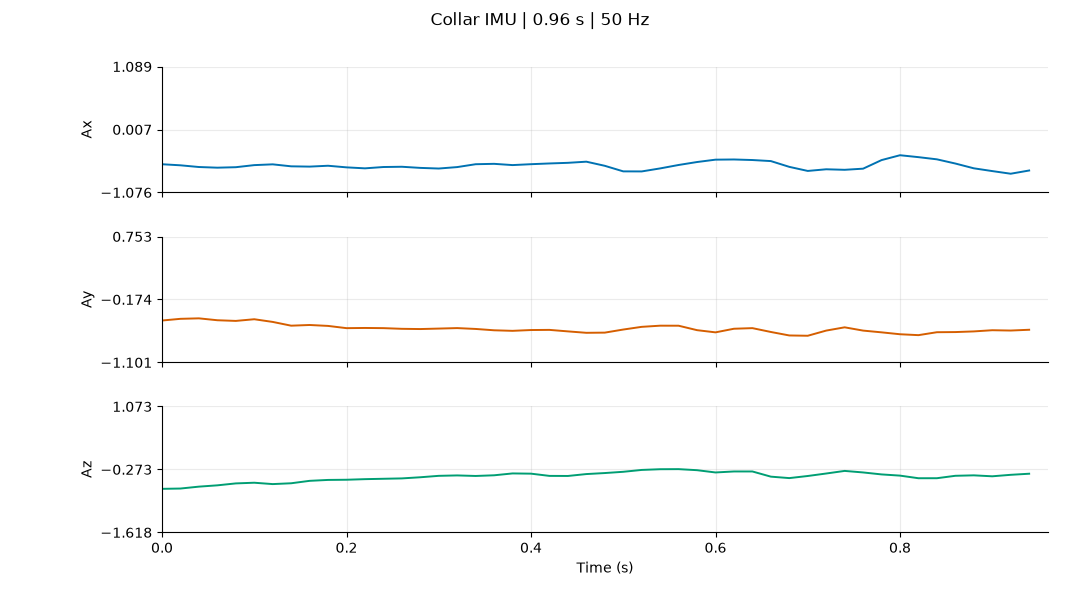 Collar IMU | 0.96 s | 50 Hz
1.089
0.007
−1.076
Ax
0.753
−0.174
−1.101
Ay
1.073
−0.273
−1.618
Az
0.0 0.2 0.4 0.6 0.8
Time (s)